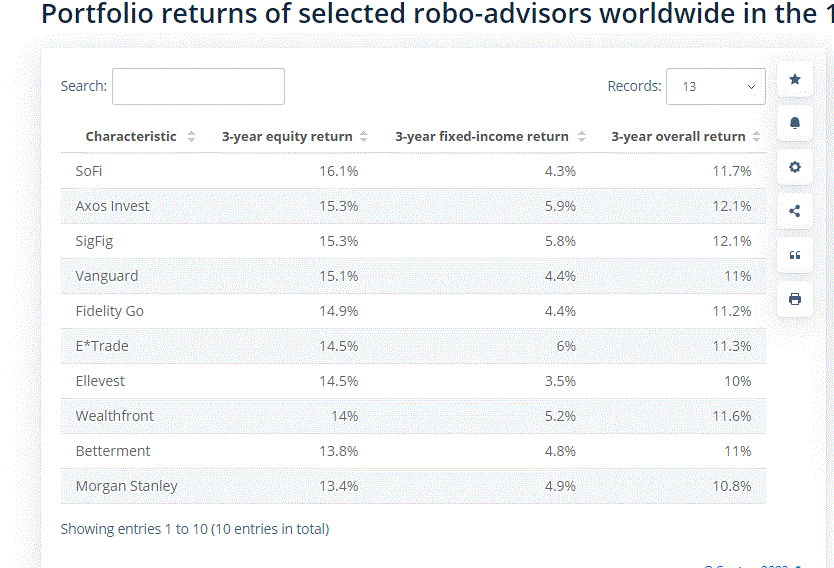 Portfolio returns of selected robo-advisors worldwide in the 1
Search:
Records: 13
Characteristic 3-year equity return 3-year fixed-income return 3-year overall return
SoFi 16.1% 4.3% 11.7%
Axos Invest 15.3% 5.9% 12.1%
SigFig 15.3% 5.8% 12.1%
Vanguard 15.1% 4.4% 11%
Fidelity Go 14.9% 4.4% 11.2%
E*Trade 14.5% 6% 11.3%
Ellevest 14.5% 3.5% 10%
Wealthfront 14% 5.2% 11.6%
Betterment 13.8% 4.8% 11%
Morgan Stanley 13.4% 4.9% 10.8%
Showing entries 1 to 10 (10 entries in total)